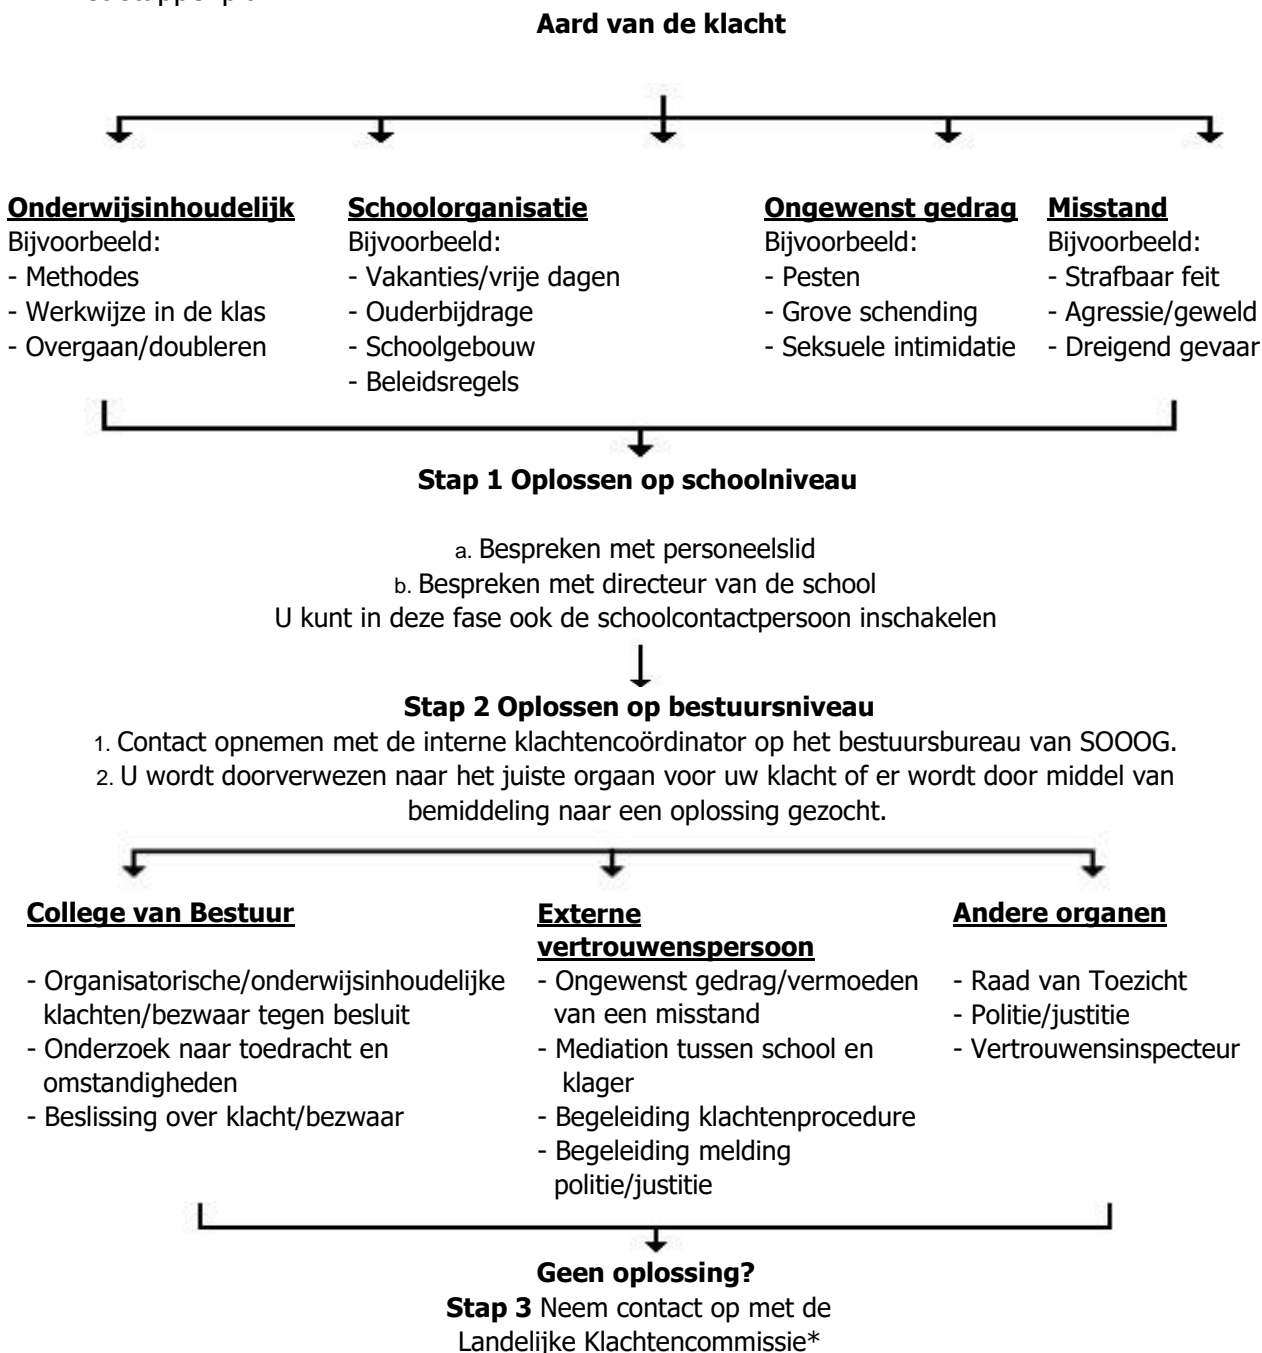 Aard van de klacht
Onderwijsinhoudelijk
Bijvoorbeeld:
- Methodes
- Werkwijze in de klas
- Overgaan/doubleren
Schoolorganisatie
Bijvoorbeeld:
- Vakanties/vrije dagen
- Ouderbijdrage
- Schoolgebouw
- Beleidsregels
Ongewenst gedrag
Bijvoorbeeld:
- Pesten
- Grove schending
- Seksuele intimidatie
Misstand
Bijvoorbeeld:
- Strafbaar feit
- Agressie/geweld
- Dreigend gevaar
Stap 1 Oplossen op schoolniveau
a. Bespreken met personeelslid
b. Bespreken met directeur van de school
U kunt in deze fase ook de schoolcontactpersoon inschakelen
Stap 2 Oplossen op bestuursniveau
1. Contact opnemen met de interne klachtencoördinator op het bestuursbureau van SOOOG.
2. U wordt doorverwezen naar het juiste orgaan voor uw klacht of er wordt door middel van
bemiddeling naar een oplossing gezocht.
College van Bestuur
- Organisatorische/onderwijsinhoudelijke
klachten/bezwaar tegen besluit
- Onderzoek naar toedracht en
omstandigheden
- Beslissing over klacht/bezwaar
Externe
vertrouwenspersoon
- Ongewenst gedrag/vermoeden
van een misstand
- Mediation tussen school en
klager
- Begeleiding klachtenprocedure
- Begeleiding melding
politie/justitie
Andere organen
- Raad van Toezicht
- Politie/justitie
- Vertrouwensinspecteur
Geen oplossing?
Stap 3 Neem contact op met de
Landelijke Klachtencommissie*